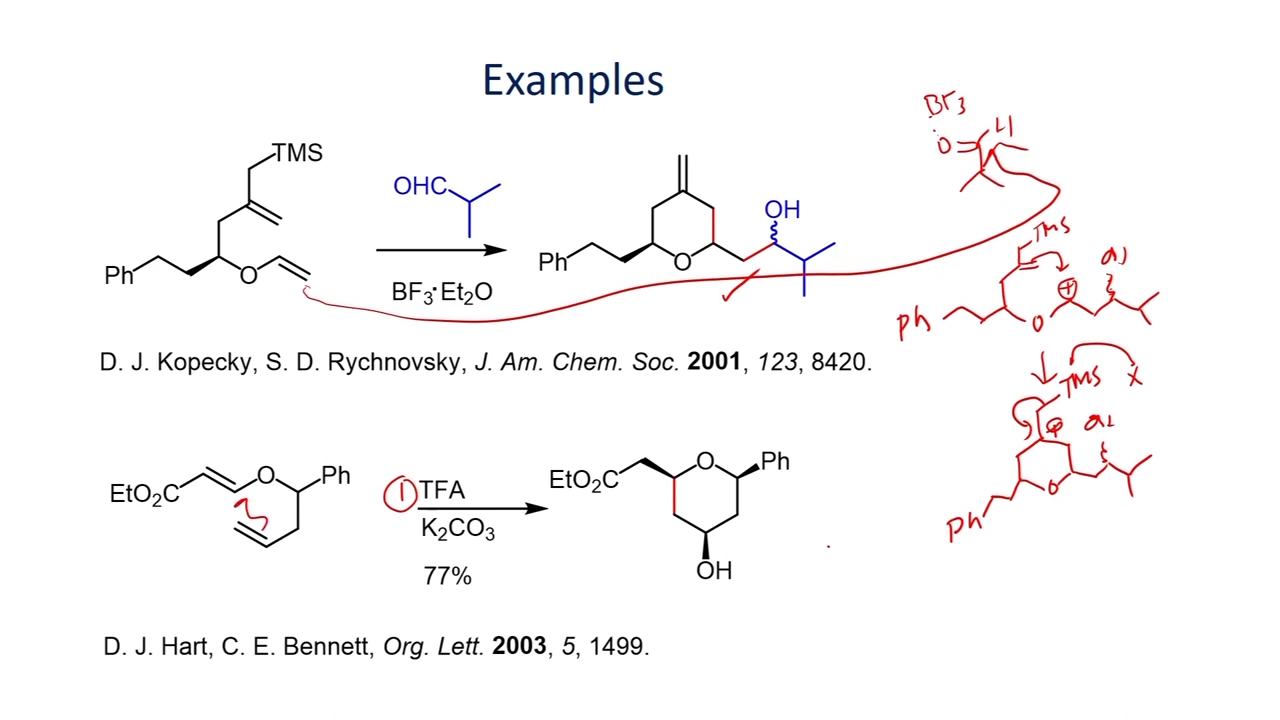 Examples
TMS
OHC
OH
Ph
O
BF₃·Et₂O
Ph
O
D. J. Kopecky, S. D. Rychnovsky, J. Am. Chem. Soc. 2001, 123, 8420.
BF3
O
H
TMS
Ph
O
⊕
TMS
X
⊕
O
Ph
EtO₂C
O
Ph
① TFA
K₂CO₃
77%
EtO₂C
O
Ph
OH
D. J. Hart, C. E. Bennett, Org. Lett. 2003, 5, 1499.